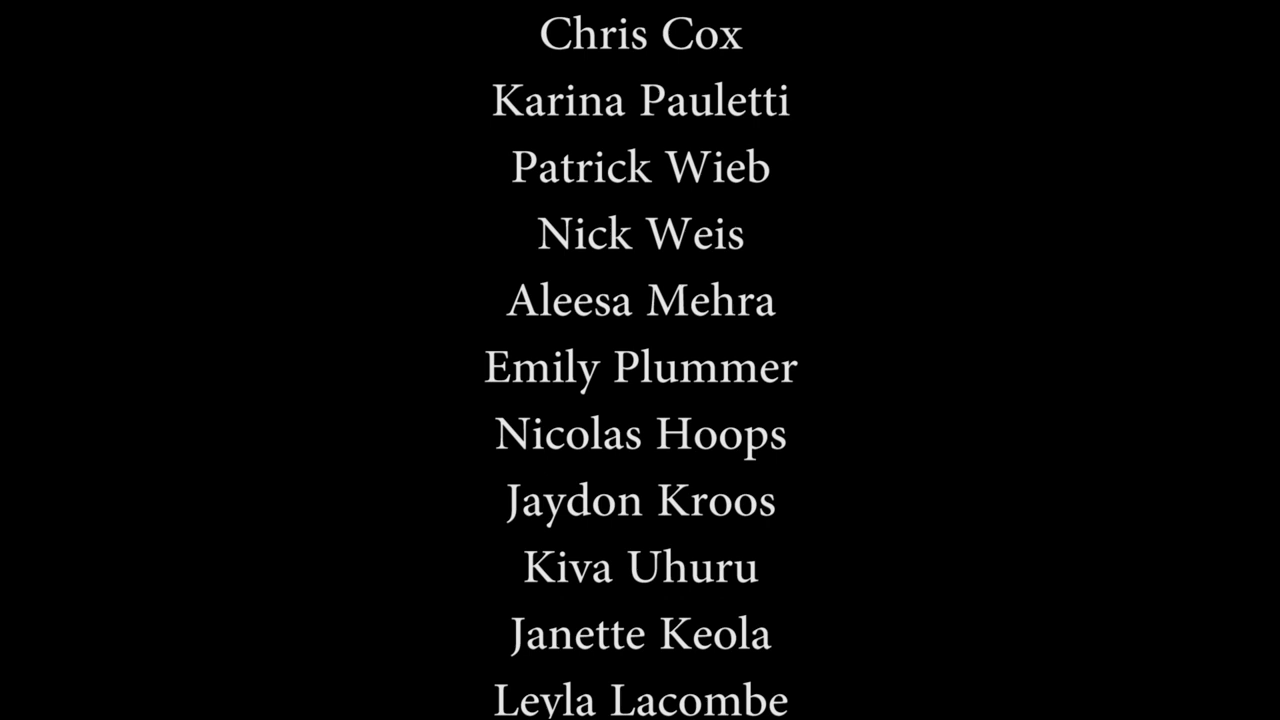 Chris Cox
Karina Pauletti
Patrick Wieb
Nick Weis
Aleesa Mehra
Emily Plummer
Nicolas Hoops
Jaydon Kroos
Kiva Uhuru
Janette Keola
Leyla Lacombe